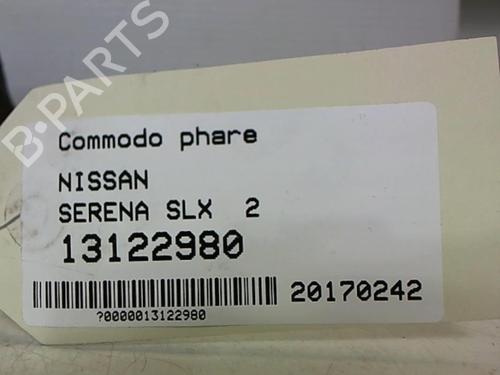 B-PARTS
Commodo phare
NISSAN
SERENA SLX 2
13122980
20170242
?0000013122980